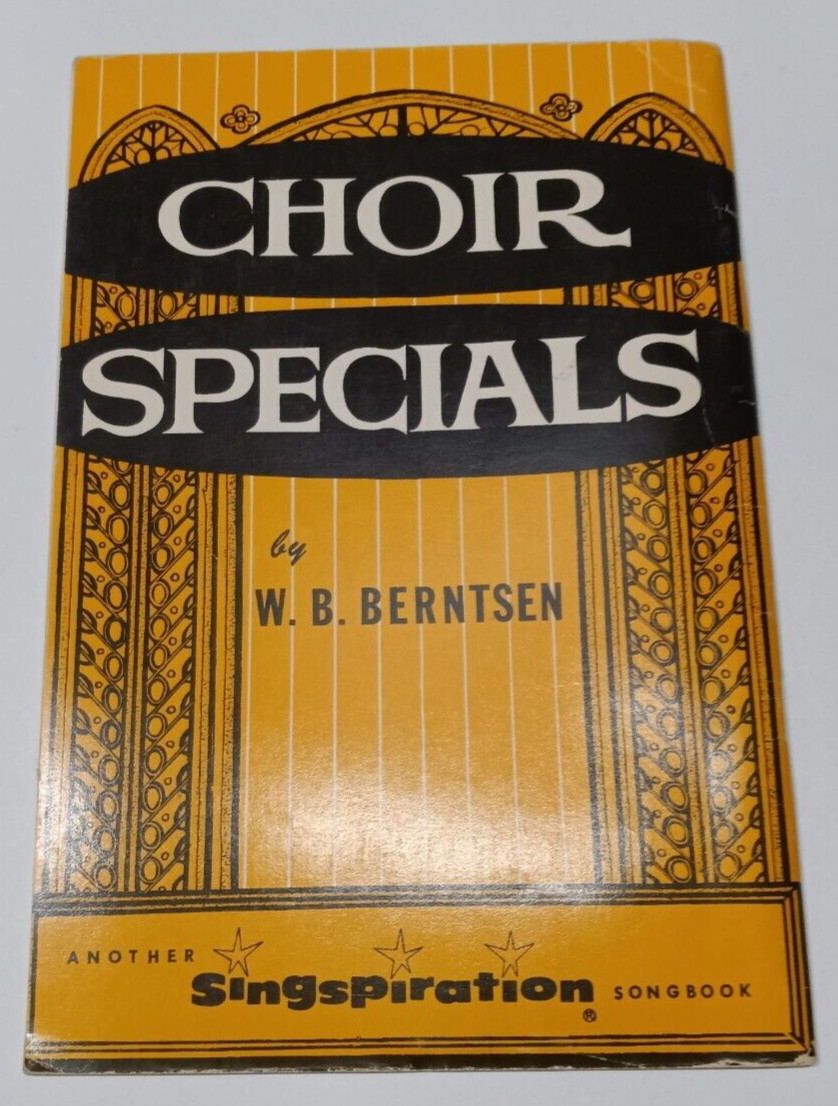 CHOIR
SPECIALS
by
W. B. BERNTSEN
ANOTHER Singspiration® SONGBOOK